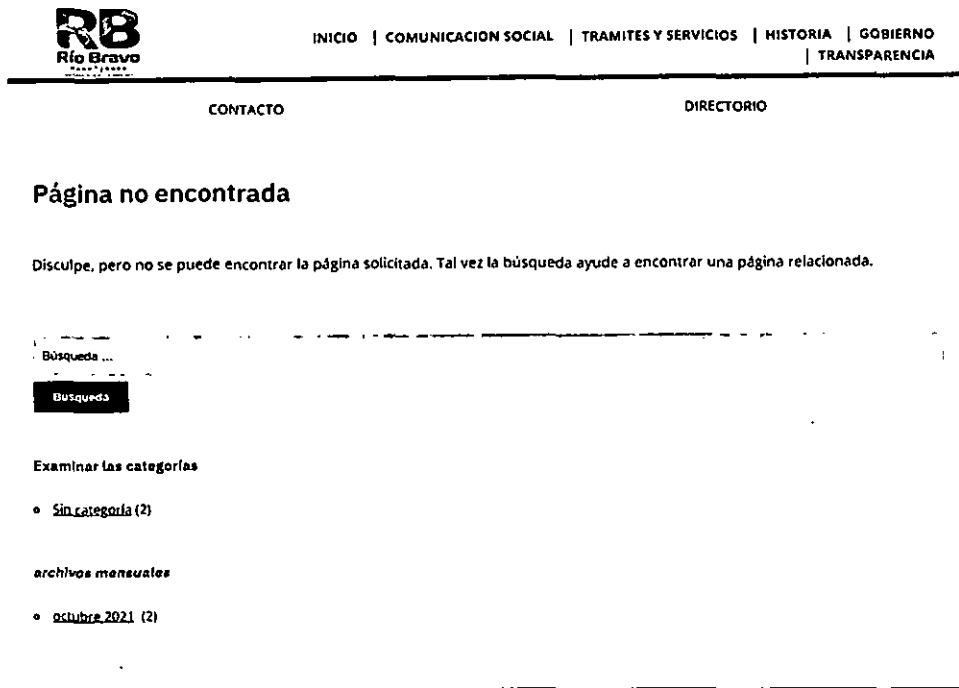 RB
Río Bravo
INICIO | COMUNICACION SOCIAL | TRAMITES Y SERVICIOS | HISTORIA | GOBIERNO
| TRANSPARENCIA
CONTACTO DIRECTORIO
Página no encontrada
Disculpe, pero no se puede encontrar la página solicitada. Tal vez la búsqueda ayude a encontrar una página relacionada.
Búsqueda ...
Búsqueda
Examinar las categorías
Sin categoría (2)
archivos mensuales
octubre 2021 (2)